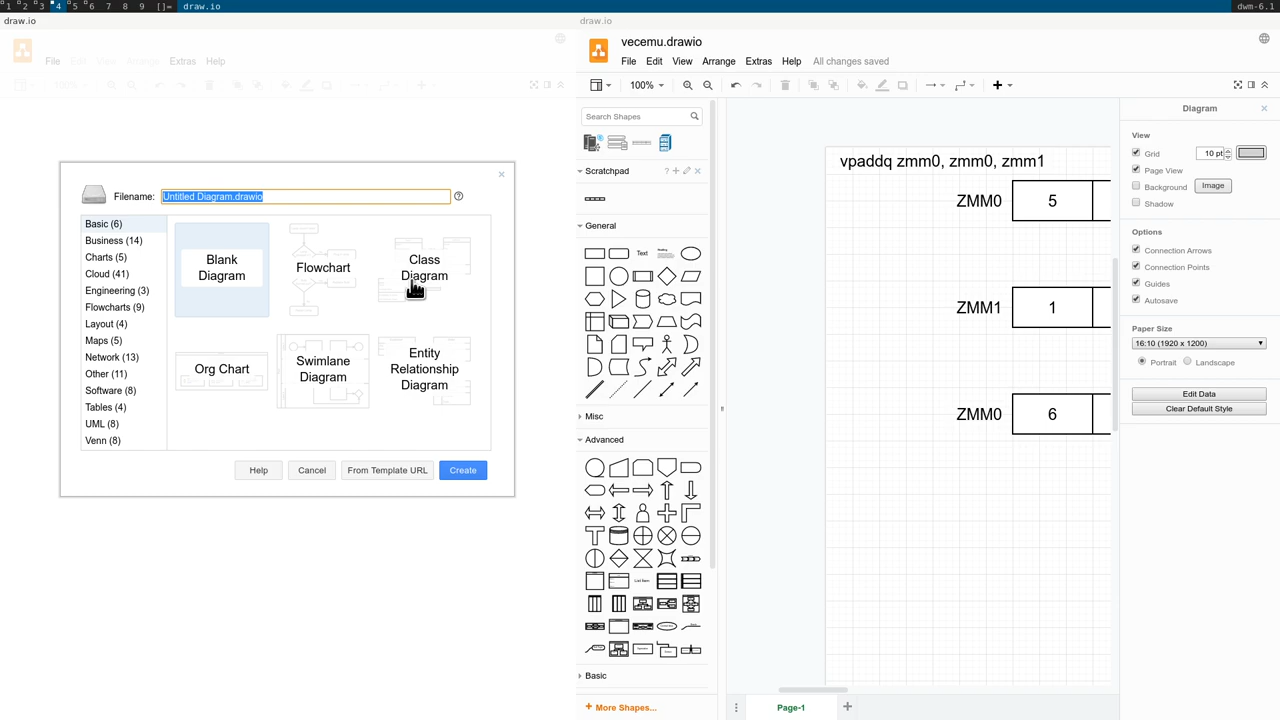 1 2 3 4 5 6 7 8 9 []= draw.io
dwm-6.1
draw.io
File Edit View Arrange Extras Help
100%
Filename: Untitled Diagram.drawio
Basic (6)
Business (14)
Charts (5)
Cloud (41)
Engineering (3)
Flowcharts (9)
Layout (4)
Maps (5)
Network (13)
Other (11)
Software (8)
Tables (4)
UML (8)
Venn (8)
Blank
Diagram
Flowchart
Class
Diagram
Org Chart
Swimlane
Diagram
Entity
Relationship
Diagram
Help
Cancel
From Template URL
Create
draw.io
vecemu.drawio
File Edit View Arrange Extras Help All changes saved
100%
Search Shapes
Scratchpad
General
Text
Heading
Misc
Advanced
List Item
Basic
+ More Shapes...
vpaddq zmm0, zmm0, zmm1
ZMM0 5
ZMM1 1
ZMM0 6
Page-1
Diagram
View
Grid 10 pt
Page View
Background Image
Shadow
Options
Connection Arrows
Connection Points
Guides
Autosave
Paper Size
16:10 (1920 x 1200)
Portrait Landscape
Edit Data
Clear Default Style